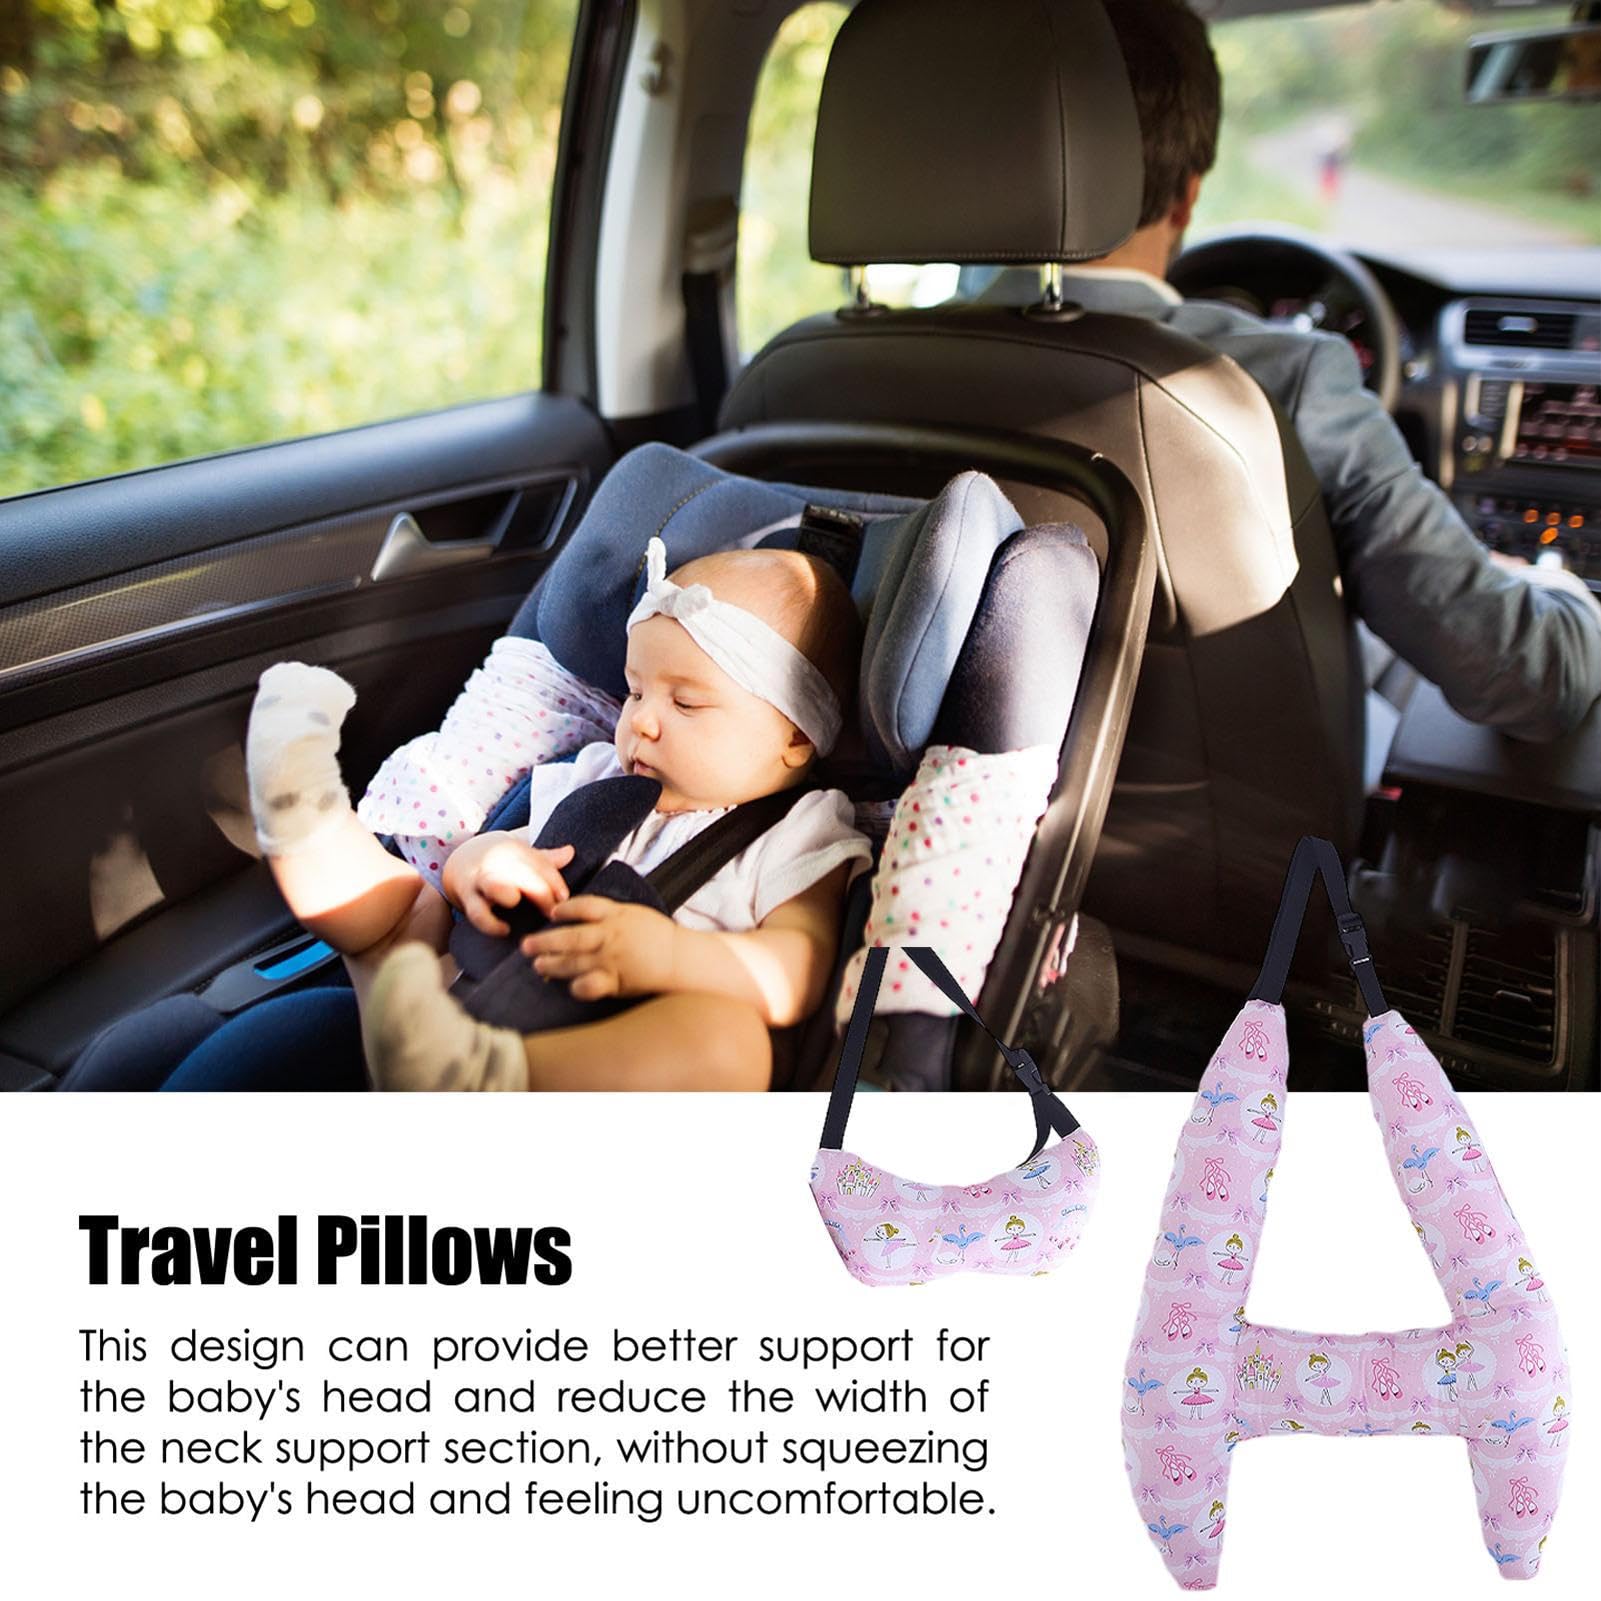 Travel Pillows
This design can provide better support for
the baby's head and reduce the width of
the neck support section, without squeezing
the baby's head and feeling uncomfortable.